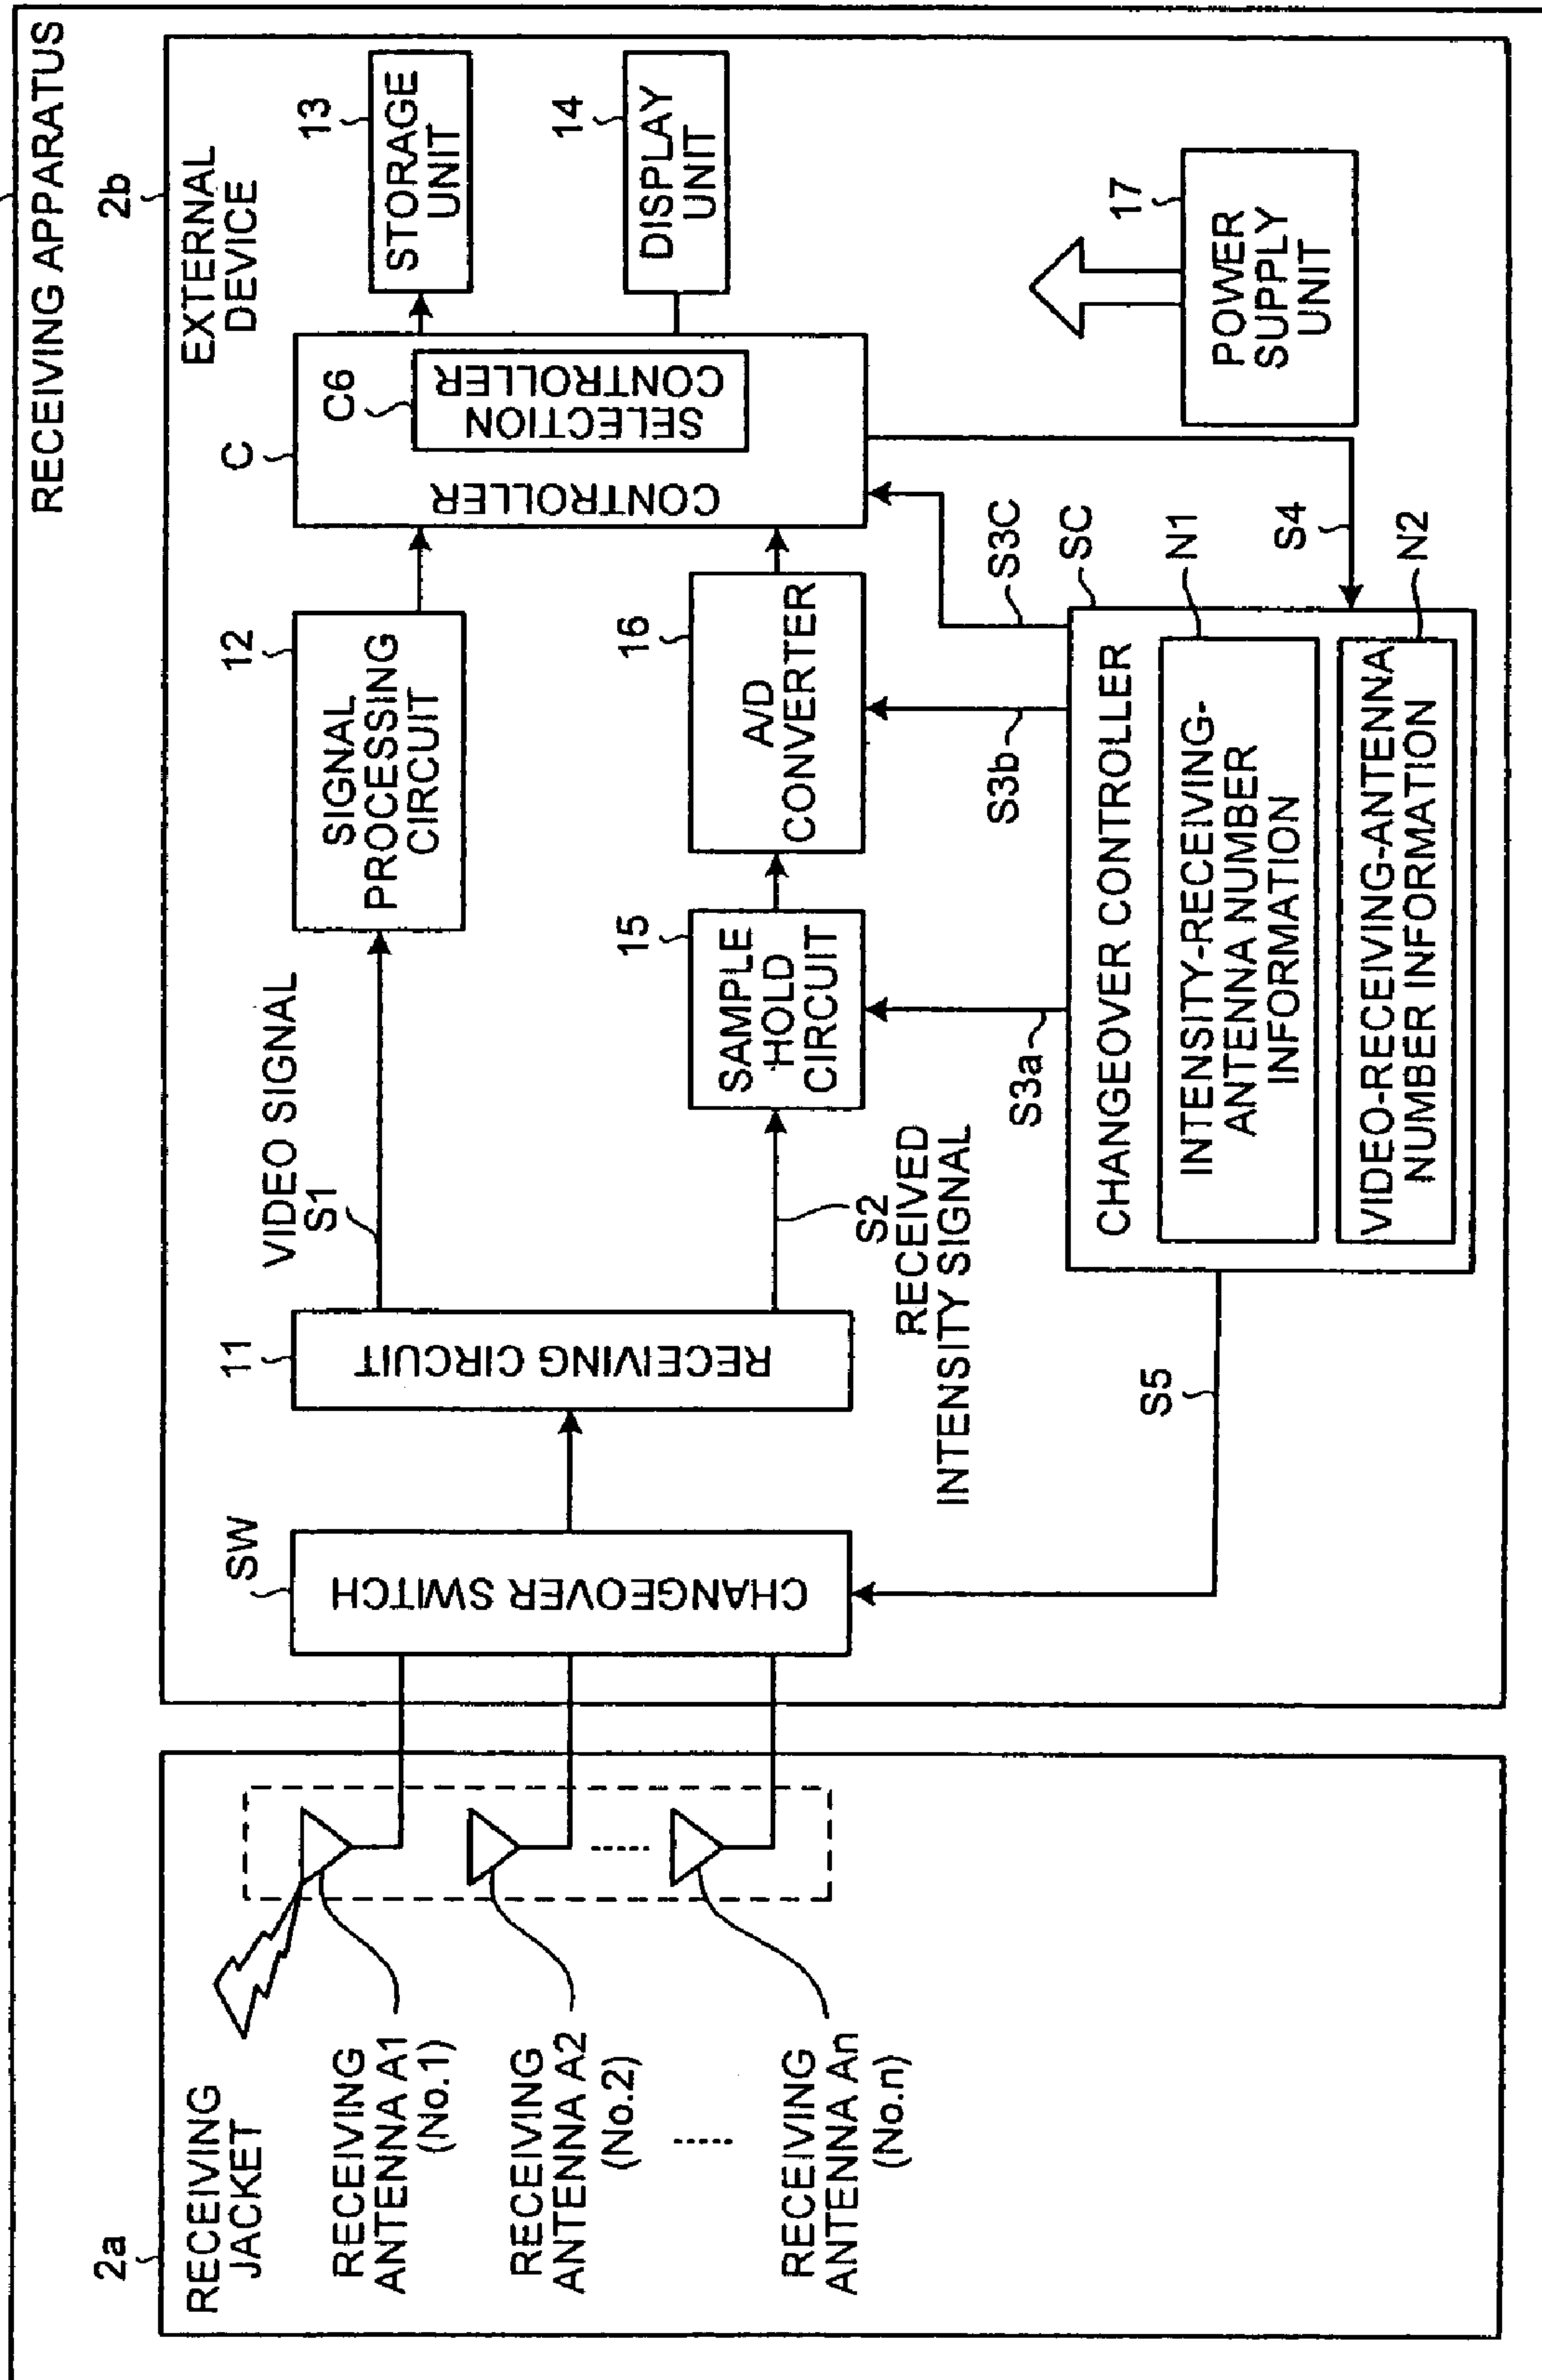 RECEIVING APPARATUS
2a
RECEIVING
JACKET
RECEIVING
ANTENNA A1
(No.1)
RECEIVING
ANTENNA A2
(No.2)
RECEIVING
ANTENNA An
(No.n)
2b
EXTERNAL
DEVICE
SW
CHANGEOVER SWITCH
11
RECEIVING CIRCUIT
VIDEO SIGNAL
S1
S2
RECEIVED
INTENSITY SIGNAL
12
SIGNAL
PROCESSING
CIRCUIT
15
SAMPLE
HOLD
CIRCUIT
16
A/D
CONVERTER
C
CONTROLLER
C6
SELECTION
CONTROLLER
13
STORAGE
UNIT
14
DISPLAY
UNIT
S3a
S3b
S3C
SC
CHANGEOVER CONTROLLER
N1
INTENSITY-RECEIVING-
ANTENNA NUMBER
INFORMATION
N2
VIDEO-RECEIVING-ANTENNA
NUMBER INFORMATION
S4
S5
17
POWER
SUPPLY
UNIT